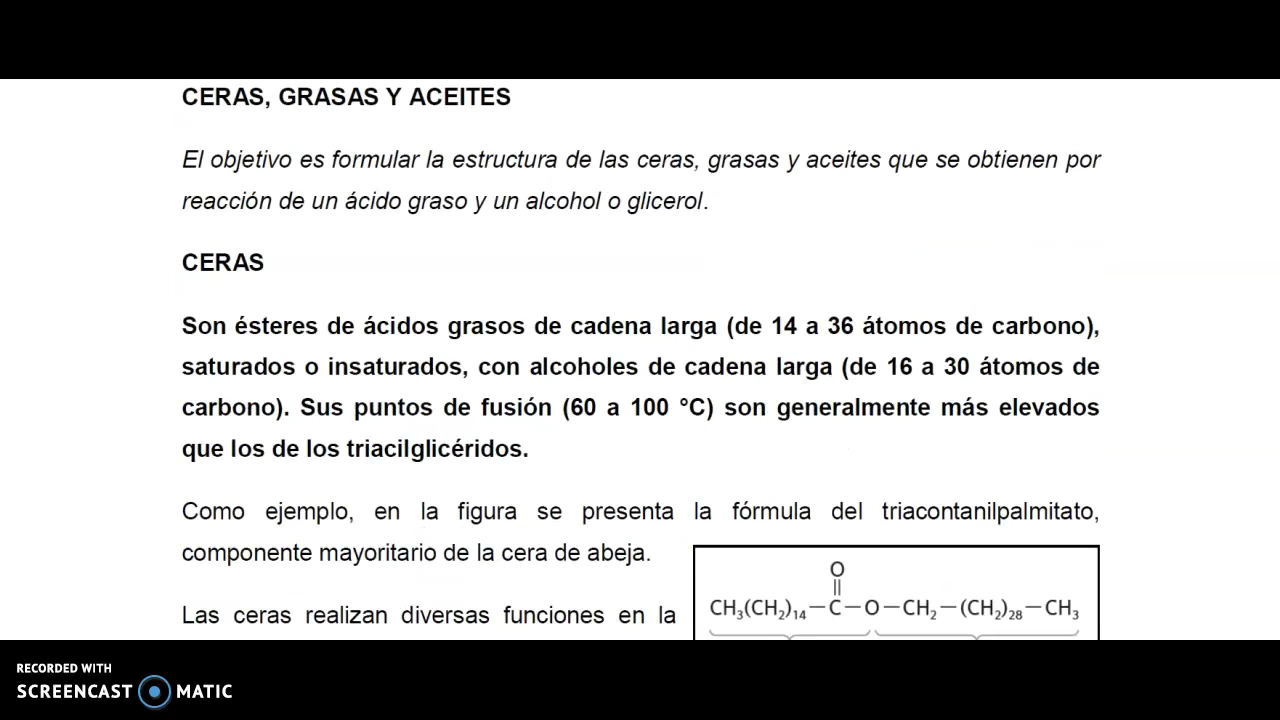 CERAS, GRASAS Y ACEITES
El objetivo es formular la estructura de las ceras, grasas y aceites que se obtienen por
reacción de un ácido graso y un alcohol o glicerol.
CERAS
Son ésteres de ácidos grasos de cadena larga (de 14 a 36 átomos de carbono),
saturados o insaturados, con alcoholes de cadena larga (de 16 a 30 átomos de
carbono). Sus puntos de fusión (60 a 100 °C) son generalmente más elevados
que los de los triacilglicéridos.
Como ejemplo, en la figura se presenta la fórmula del triacontanilpalmitato,
componente mayoritario de la cera de abeja.
O
||
CH₃(CH₂)₁₄—C—O—CH₂—(CH₂)₂₈—CH₃
Las ceras realizan diversas funciones en la
RECORDED WITH
SCREENCAST MATIC